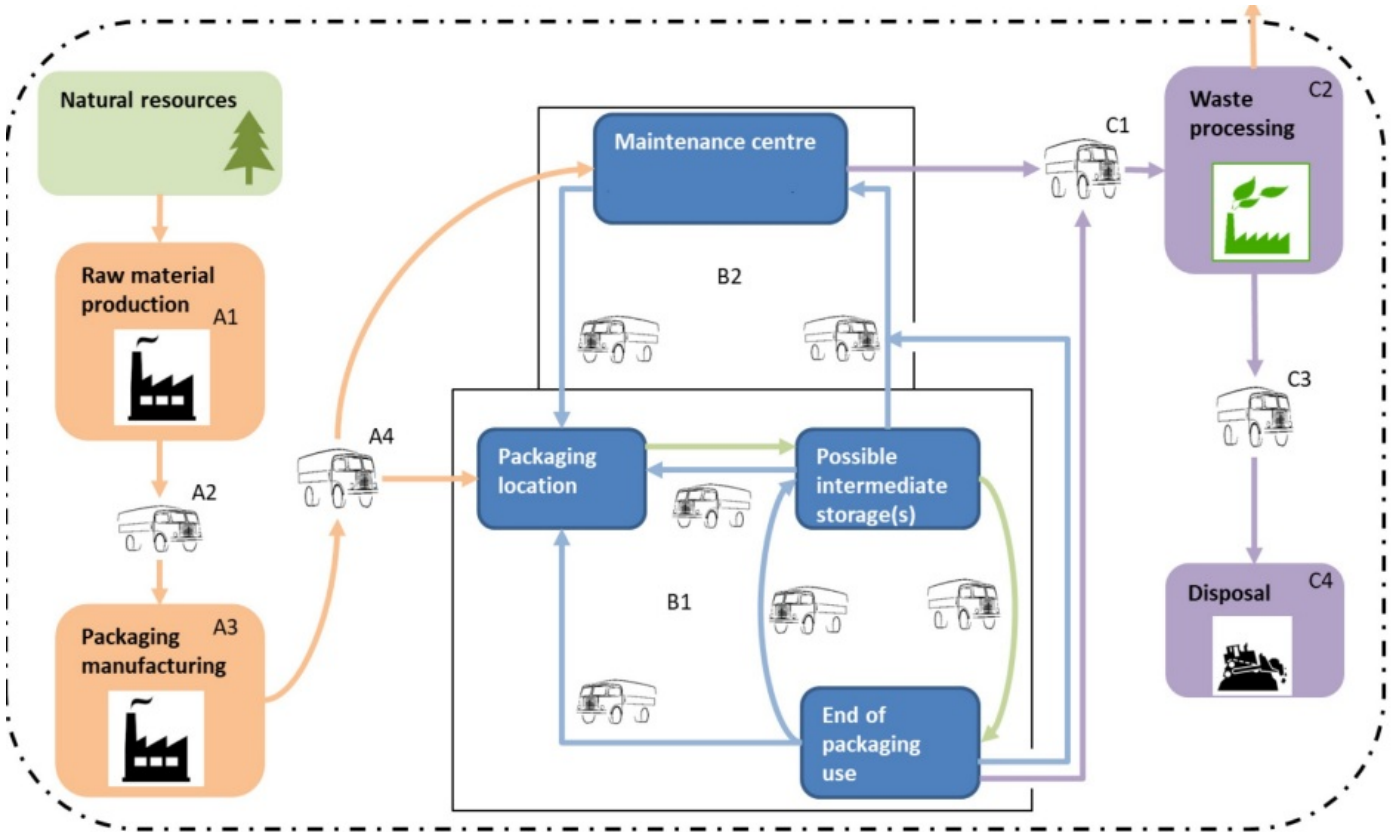 Natural resources
Raw material
production
A1
A2
Packaging
manufacturing
A3
A4
Maintenance centre
B2
Packaging
location
Possible
intermediate
storage(s)
B1
End of
packaging
use
C1
Waste
processing
C2
C3
Disposal
C4